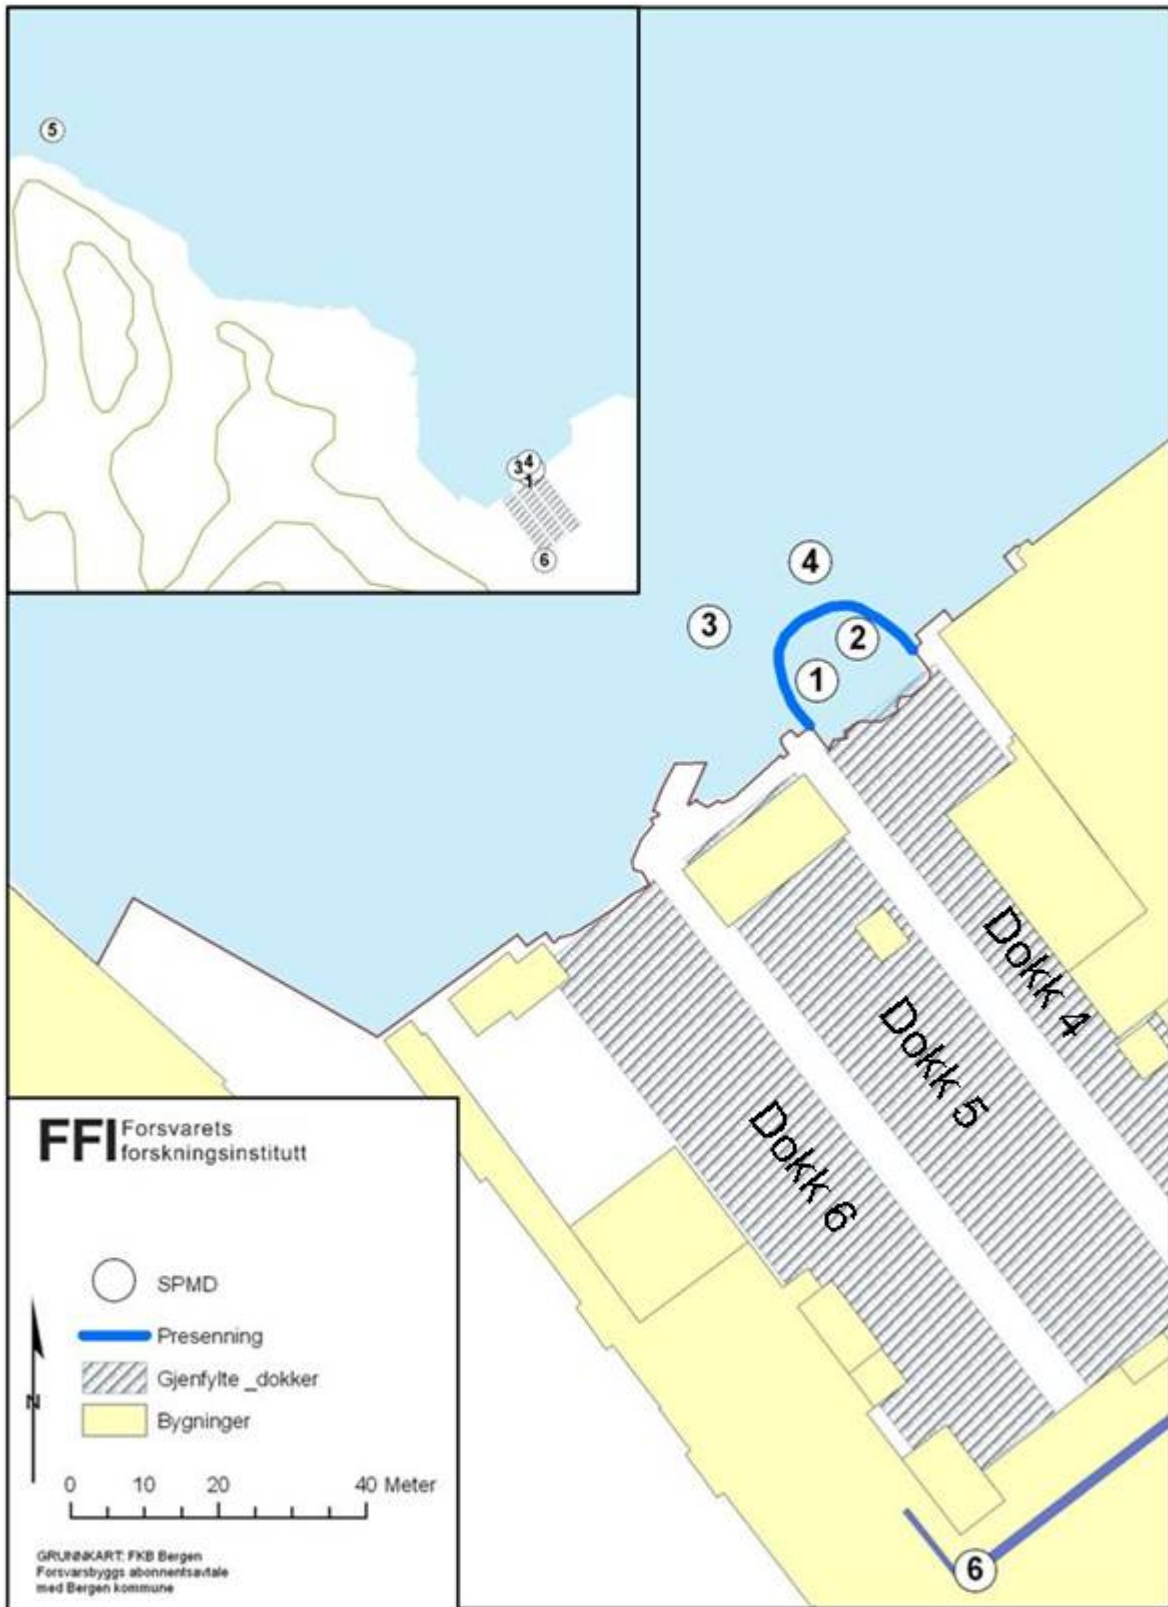 5
3
4
1
6
4
3
2
1
Dokk 4
Dokk 5
Dokk 6
FFI Forsvarets
forskningsinstitutt
SPMD
Presenning
Gjenfylte _dokker
Bygninger
N
0 10 20 40 Meter
GRUNNKART: FKB Bergen
Forsvarsbyggs abonnentsavtale
med Bergen kommune
6